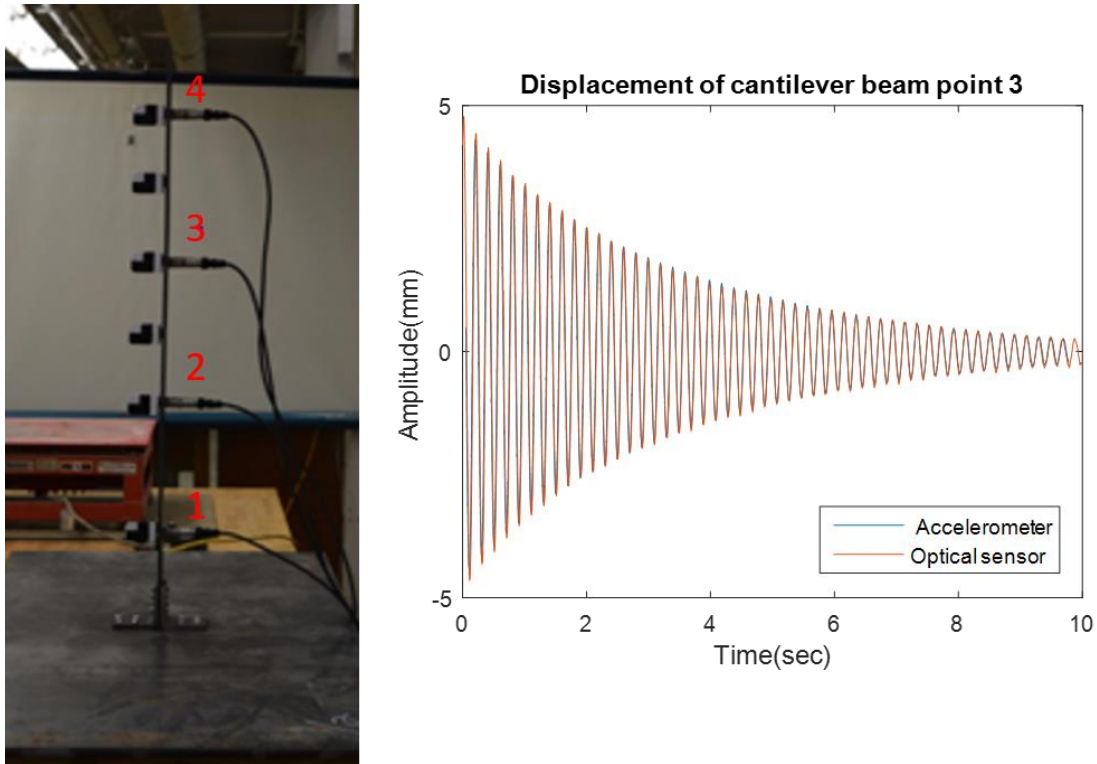 4
3
2
1
Displacement of cantilever beam point 3
5
0
-5
Amplitude(mm)
0
2
4
6
8
10
Time(sec)
Accelerometer
Optical sensor